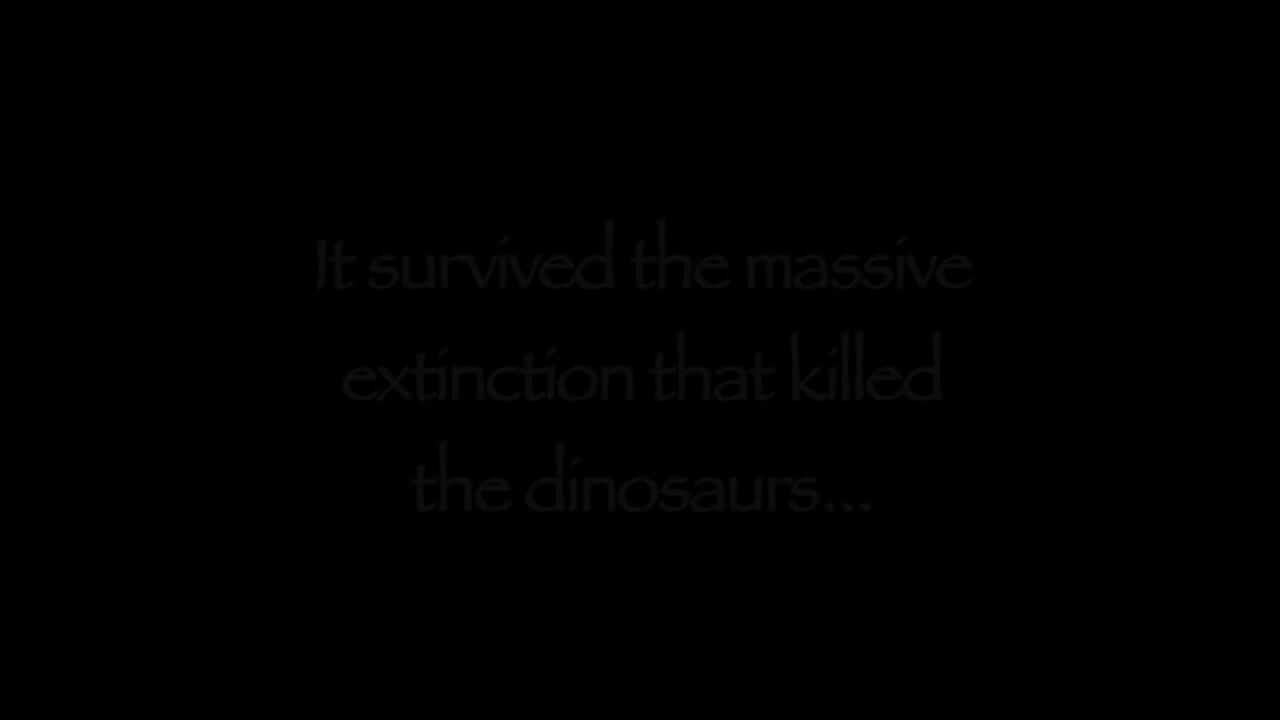 It survived the massive
extinction that killed
the dinosaurs...